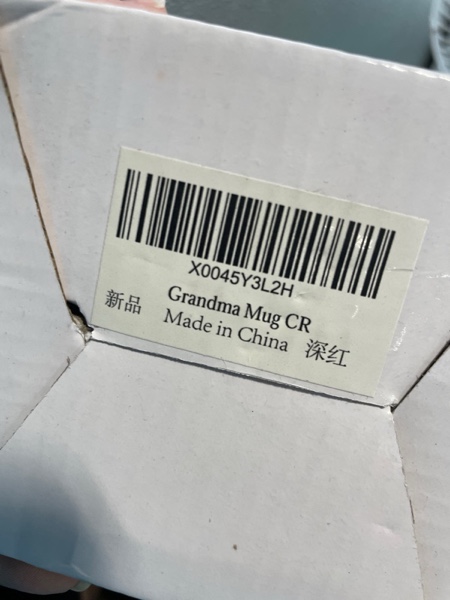 X0045Y3L2H
Grandma Mug CR
新品 Made in China 深红